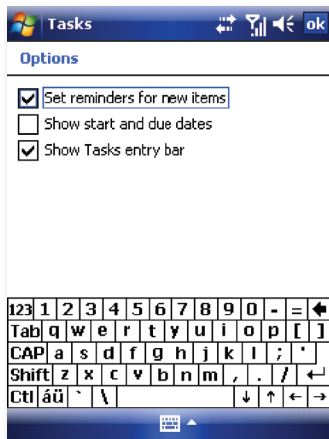 Tasks ok
Options
Set reminders for new items
Show start and due dates
Show Tasks entry bar
123 1 2 3 4 5 6 7 8 9 0 - =
Tab q w e r t y u i o p [ ]
CAP a s d f g h j k l ; '
Shift z x c v b n m , . / ↵
Ctl áü ` \ ↓ ↑ ← →